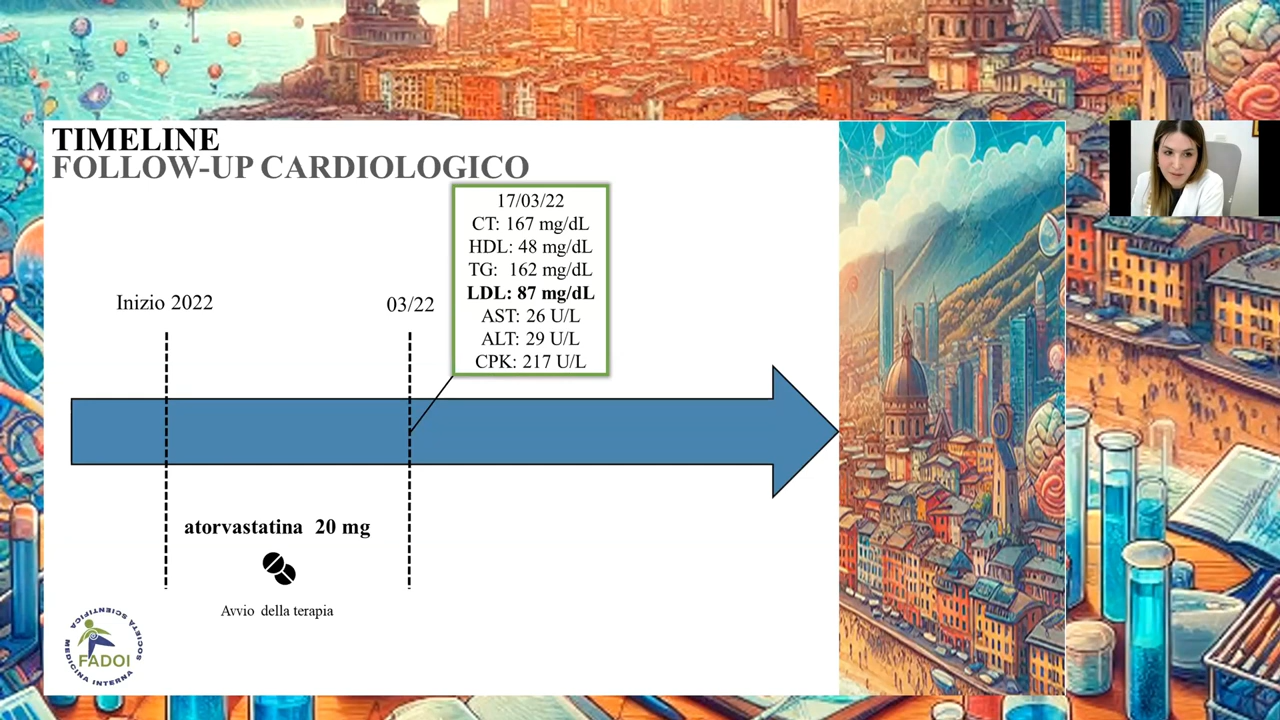 TIMELINE
FOLLOW-UP CARDIOLOGICO
17/03/22
CT: 167 mg/dL
HDL: 48 mg/dL
TG: 162 mg/dL
LDL: 87 mg/dL
AST: 26 U/L
ALT: 29 U/L
CPK: 217 U/L
Inizio 2022
03/22
atorvastatina 20 mg
Avvio della terapia
SOCIETÀ SCIENTIFICA
FADOI
MEDICINA INTERNA